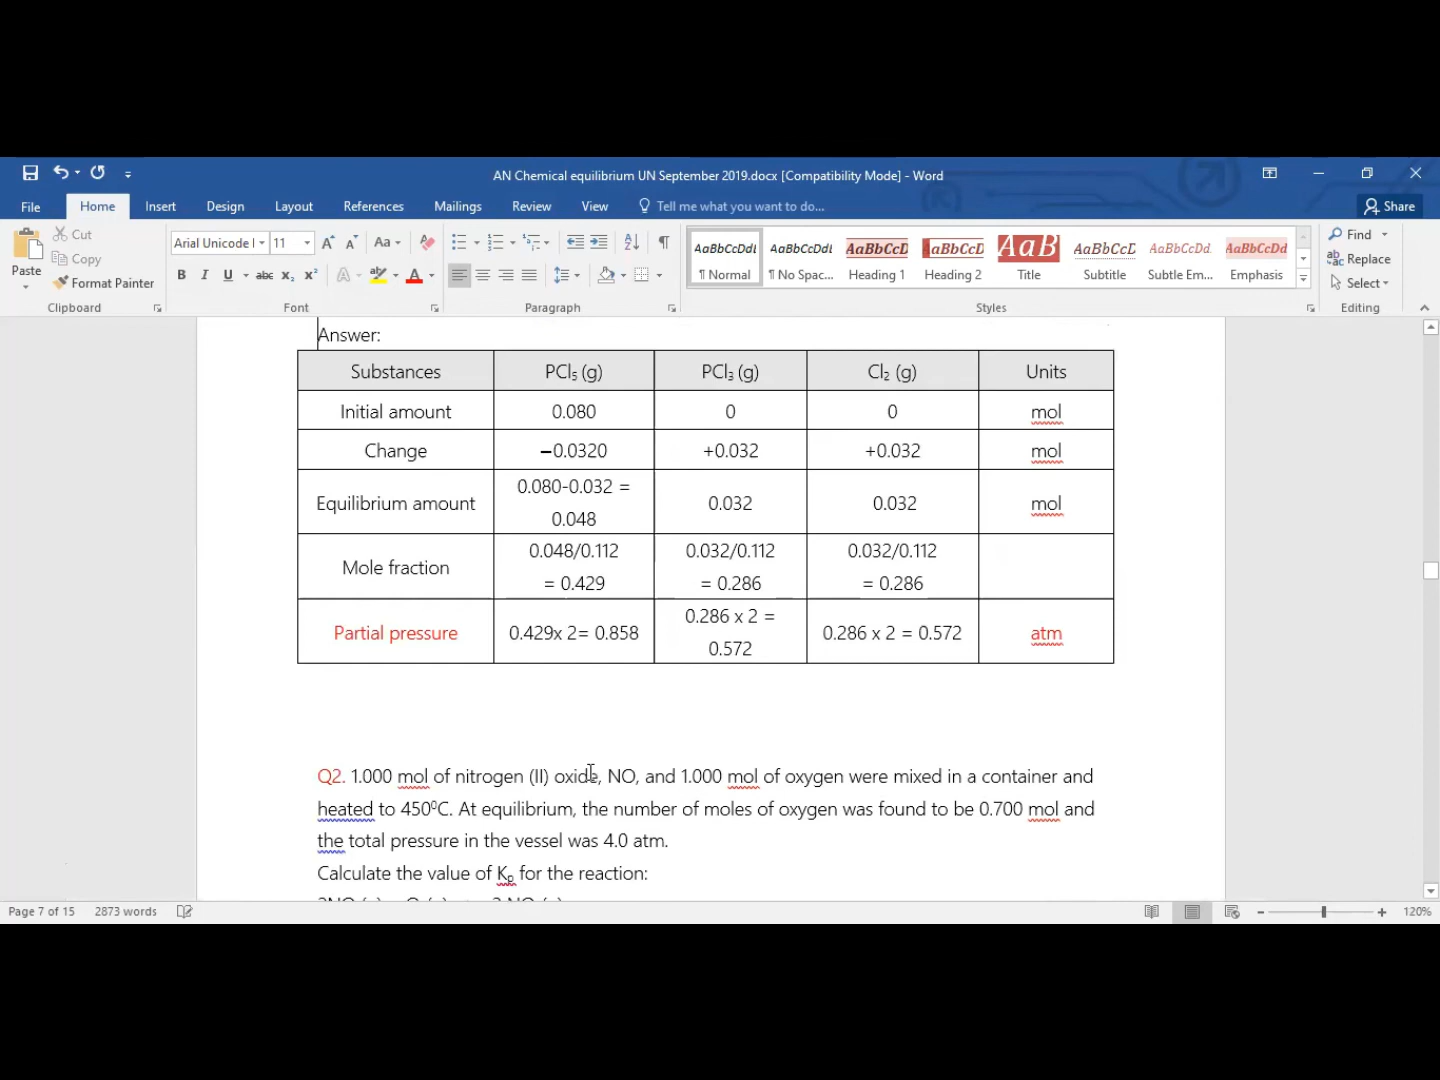 AN Chemical equilibrium UN September 2019.docx [Compatibility Mode] - Word
File Home Insert Design Layout References Mailings Review View Tell me what you want to do... Share
Paste
Cut
Copy
Format Painter
Clipboard
Arial Unicode 11
Font
Paragraph
AaBbCcDdI AaBbCcDdI AaBbCcD AaBbCcD AaB AaBbCcD AaBbCcDd. AaBbCcDd
¶ Normal ¶ No Spac... Heading 1 Heading 2 Title Subtitle Subtle Em... Emphasis
Styles
Find
Replace
Select
Editing
Answer:
Substances PCl₅ (g) PCl₃ (g) Cl₂ (g) Units
Initial amount 0.080 0 0 mol
Change –0.0320 +0.032 +0.032 mol
Equilibrium amount 0.080-0.032 = 0.048 0.032 0.032 mol
Mole fraction 0.048/0.112 = 0.429 0.032/0.112 = 0.286 0.032/0.112 = 0.286
Partial pressure 0.429x 2= 0.858 0.286 x 2 = 0.572 0.286 x 2 = 0.572 atm
Q2. 1.000 mol of nitrogen (II) oxide, NO, and 1.000 mol of oxygen were mixed in a container and
heated to 450⁰C. At equilibrium, the number of moles of oxygen was found to be 0.700 mol and
the total pressure in the vessel was 4.0 atm.
Calculate the value of Kₚ for the reaction:
Page 7 of 15 2873 words 120%